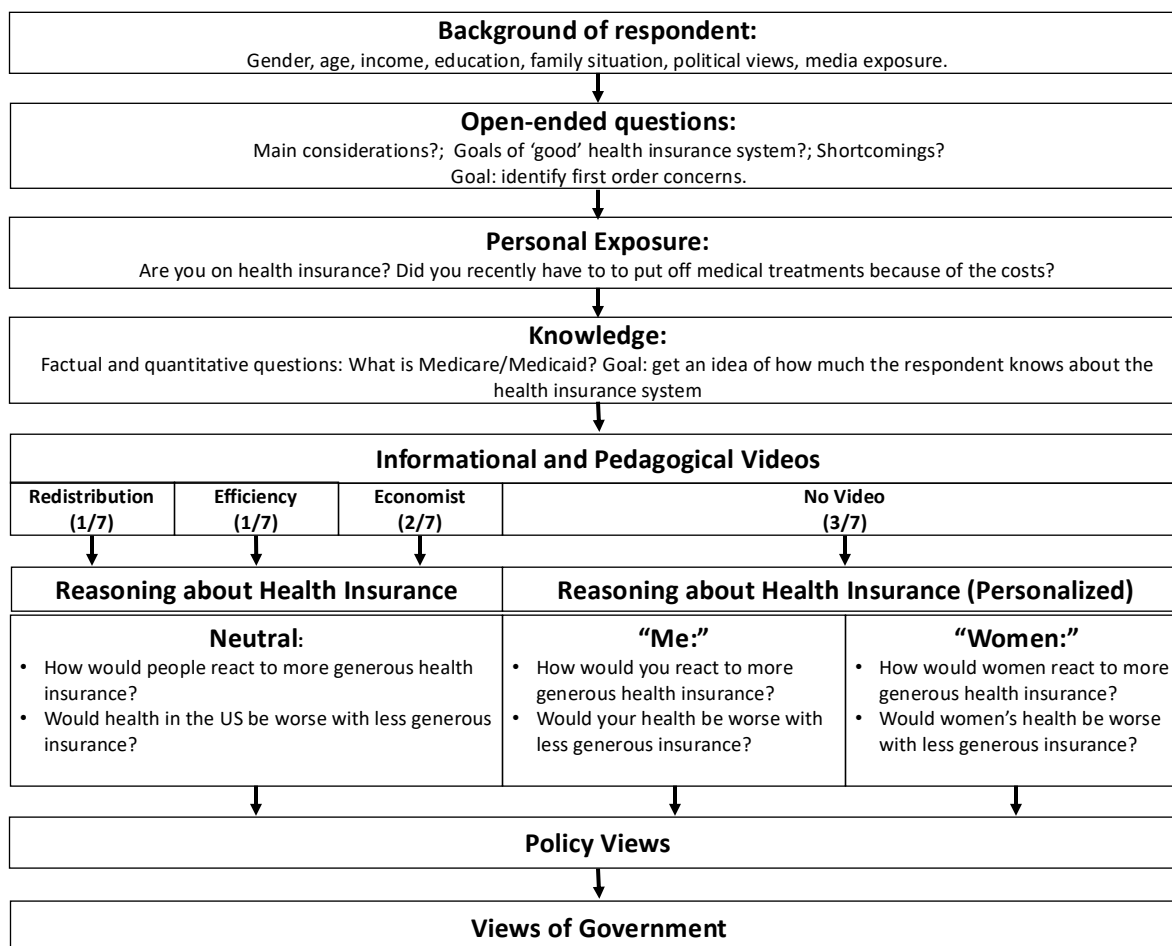 Background of respondent:
Gender, age, income, education, family situation, political views, media exposure.
Open-ended questions:
Main considerations?; Goals of ‘good’ health insurance system?; Shortcomings?
Goal: identify first order concerns.
Personal Exposure:
Are you on health insurance? Did you recently have to to put off medical treatments because of the costs?
Knowledge:
Factual and quantitative questions: What is Medicare/Medicaid? Goal: get an idea of how much the respondent knows about the
health insurance system
Informational and Pedagogical Videos
Redistribution
(1/7)
Efficiency
(1/7)
Economist
(2/7)
No Video
(3/7)
Reasoning about Health Insurance
Reasoning about Health Insurance (Personalized)
Neutral:
• How would people react to more generous health
insurance?
• Would health in the US be worse with less generous
insurance?
“Me:”
• How would you react to more
generous health insurance?
• Would your health be worse with
less generous insurance?
“Women:”
• How would women react to more
generous health insurance?
• Would women’s health be worse
with less generous insurance?
Policy Views
Views of Government